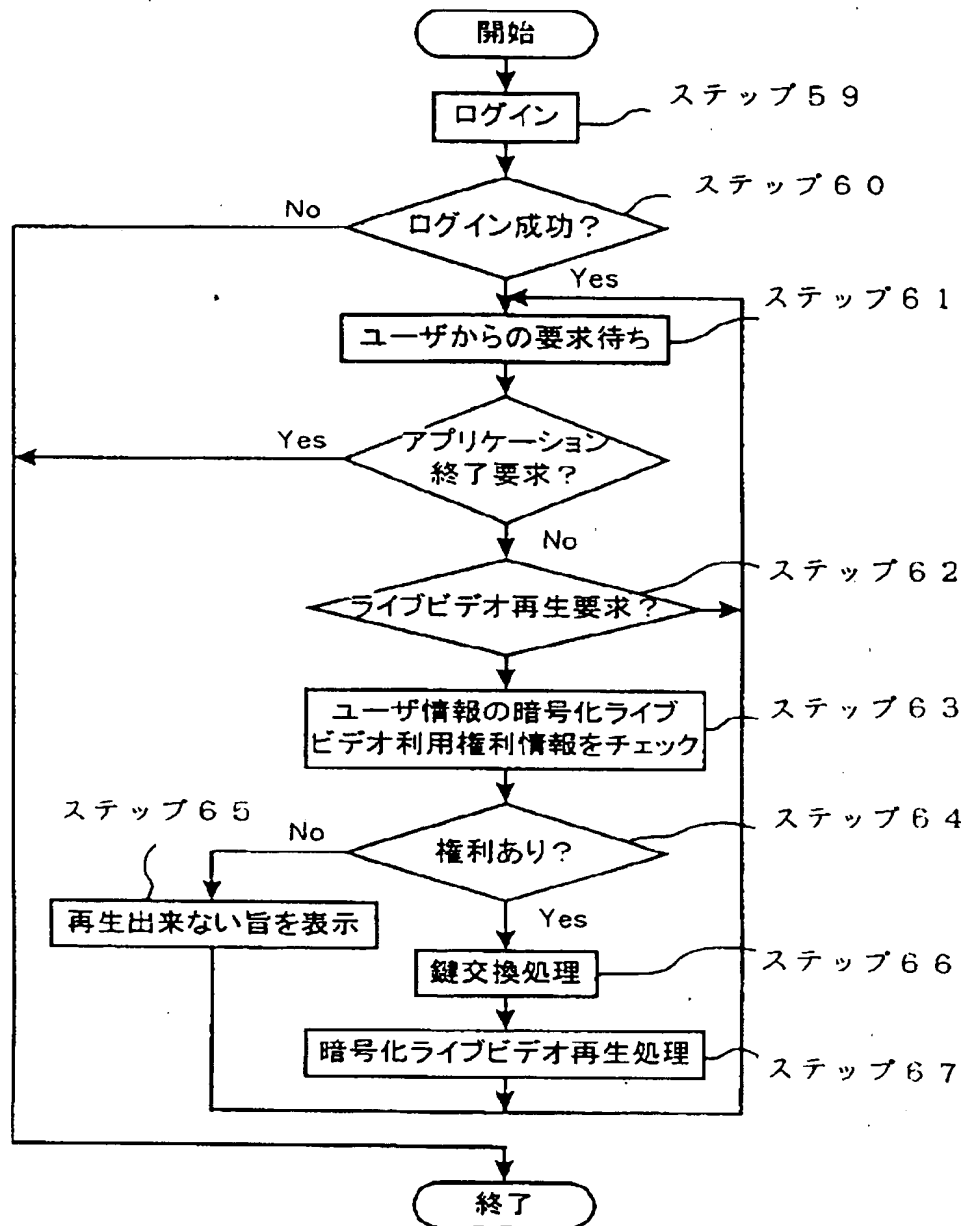 開始
ログイン
ステップ59
ログイン成功?
ステップ60
No
Yes
ユーザからの要求待ち
ステップ61
アプリケーション
終了要求?
Yes
No
ライブビデオ再生要求?
ステップ62
ユーザ情報の暗号化ライブ
ビデオ利用権利情報をチェック
ステップ63
権利あり?
ステップ64
No
ステップ65
再生出来ない旨を表示
Yes
鍵交換処理
ステップ66
暗号化ライブビデオ再生処理
ステップ67
終了